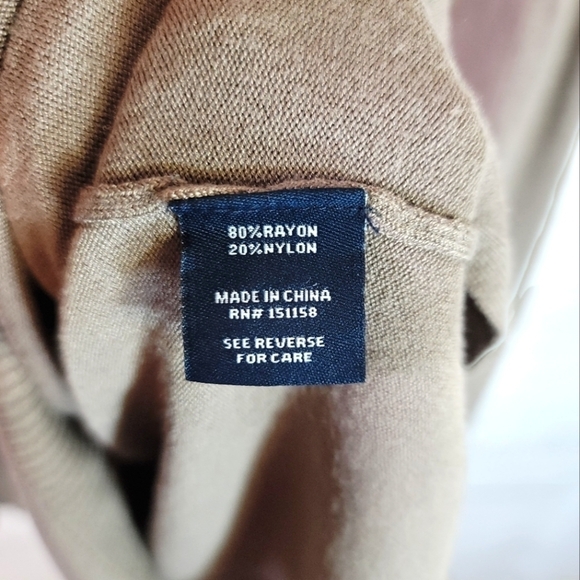 80%RAYON
20%NYLON
MADE IN CHINA
RN# 151158
SEE REVERSE
FOR CARE